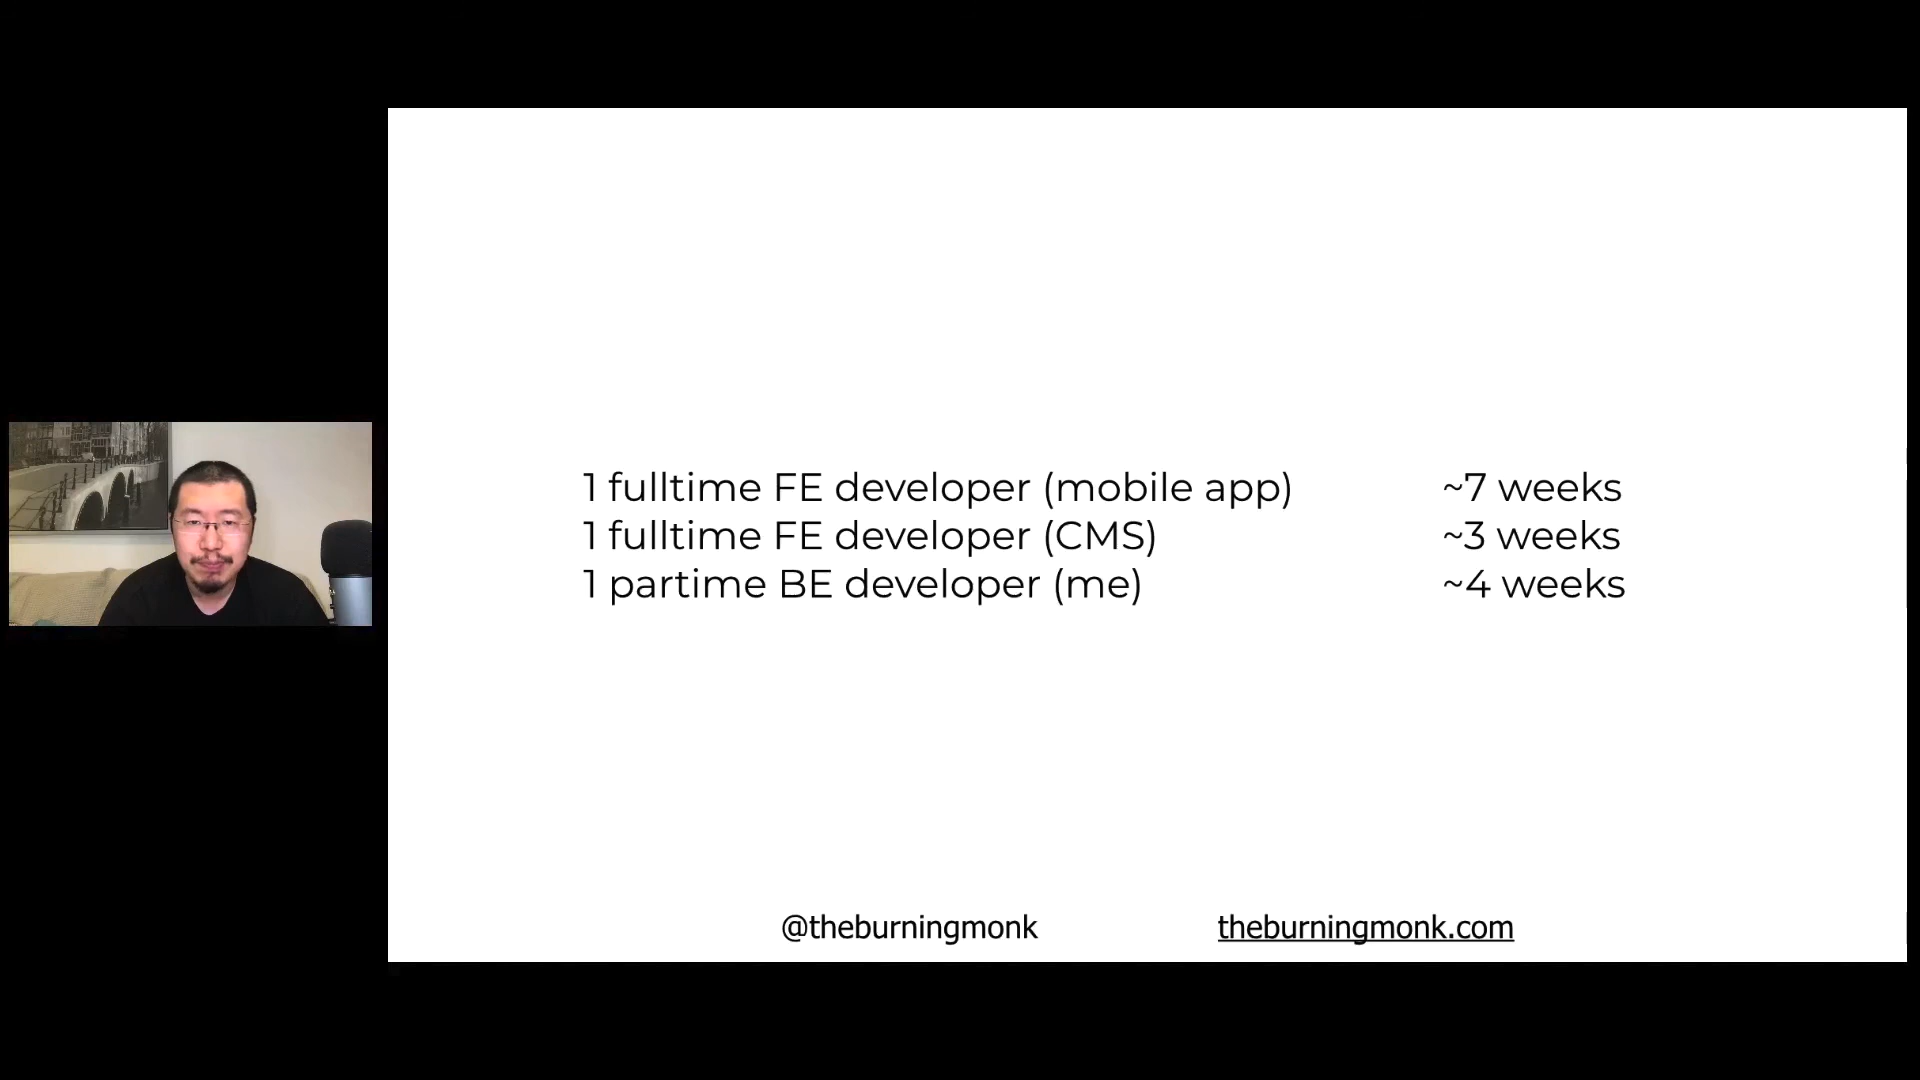 1 fulltime FE developer (mobile app) ~7 weeks
1 fulltime FE developer (CMS) ~3 weeks
1 partime BE developer (me) ~4 weeks
@theburningmonk theburningmonk.com